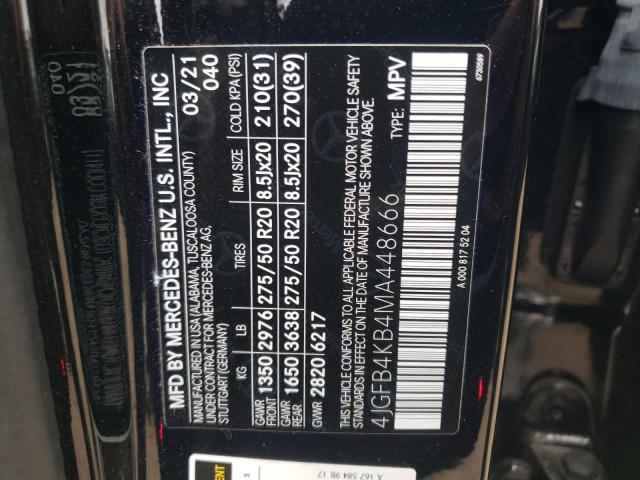 MFD BY MERCEDES-BENZ U.S. INTL., INC
MANUFACTURED IN USA (ALABAMA, TUSCALOOSA COUNTY) 03/21
UNDER CONTRACT FOR MERCEDES-BENZ AG, 040
STUTTGART (GERMANY)
KG LB TIRES RIM SIZE COLD KPA (PSI)
GAWR FRONT 1350 2976 275/50 R20 8.5Jx20 210(31)
GAWR REAR 1650 3638 275/50 R20 8.5Jx20 270(39)
GVWR 2820 6217
THIS VEHICLE CONFORMS TO ALL APPLICABLE FEDERAL MOTOR VEHICLE SAFETY
STANDARDS IN EFFECT ON THE DATE OF MANUFACTURE SHOWN ABOVE.
4JGFB4KB4MA448666 TYPE: MPV
A 000 817 52 04
6730569
A 167 584 98 17
3